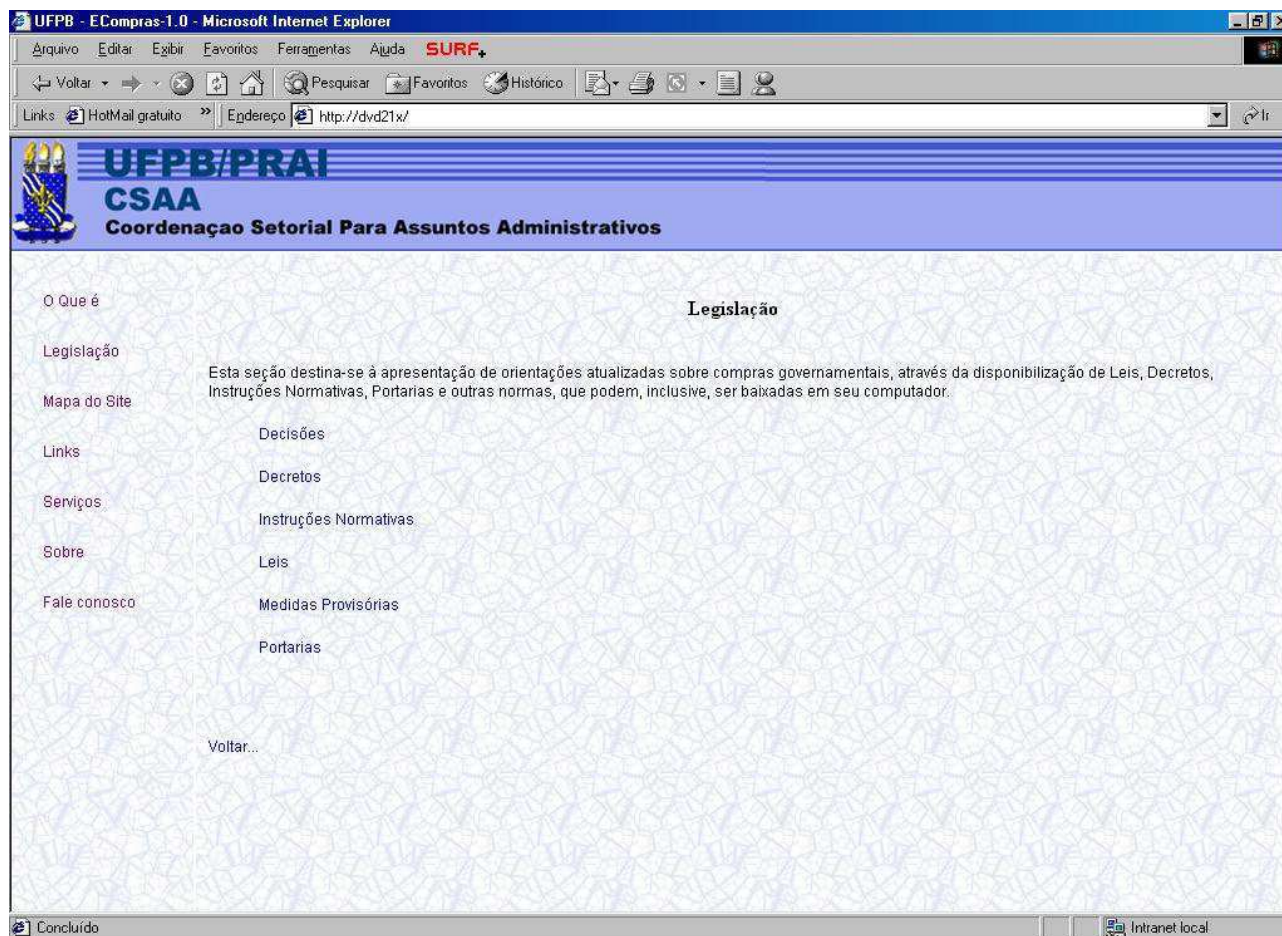 UFPB - ECompras-1.0 - Microsoft Internet Explorer
Arquivo Editar Exibir Favoritos Ferramentas Ajuda SURF+
Voltar Pesquisar Favoritos Histórico
Links HotMail gratuito » Endereço http://dvd21x/ Ir
UFPB/PRAI
CSAA
Coordenaçao Setorial Para Assuntos Administrativos
O Que é
Legislação
Mapa do Site
Links
Serviços
Sobre
Fale conosco
Legislação
Esta seção destina-se à apresentação de orientações atualizadas sobre compras governamentais, através da disponibilização de Leis, Decretos,
Instruções Normativas, Portarias e outras normas, que podem, inclusive, ser baixadas em seu computador.
Decisões
Decretos
Instruções Normativas
Leis
Medidas Provisórias
Portarias
Voltar...
Concluído Intranet local